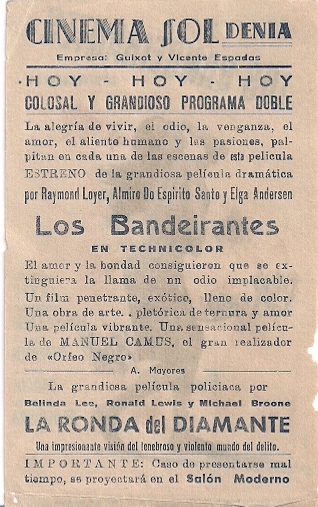 CINEMA SOL DENIA
Empresa: Guixot y Vicente Espadas
HOY - HOY - HOY
COLOSAL Y GRANDIOSO PROGRAMA DOBLE
La alegría de vivir, el odio, la venganza, el
amor, el aliento humano y las pasiones, pal-
pitan en cada una de las escenas de esta pelicula
ESTRENO de la grandiosa película dramática
por Raymond Loyer, Almiro Do Espirito Santo y Elga Andersen
Los Bandeirantes
EN TECHNICOLOR
El amor y la bondad consiguieron que se ex-
tinguiera la llama de nn odio implacable.
Un film penetrante, exótico, lleno de color.
Una obra de arte. . pletórica de ternura y amor
Una película vibrante. Una sensacional pelícu-
la de MANUEL CAMUS, el gran realizador
de «Orfeo Negro»
A. Mayores
La grandiosa película policiaca por
Belinda Lee, Ronald Lewis y Michael Broone
LA RONDA del DIAMANTE
Una impresionante visión del tenebroso y violento mundo del delito.
IMPORTANTE: Caso de presentarse mal
tiempo, se proyectará en el Salón Moderno